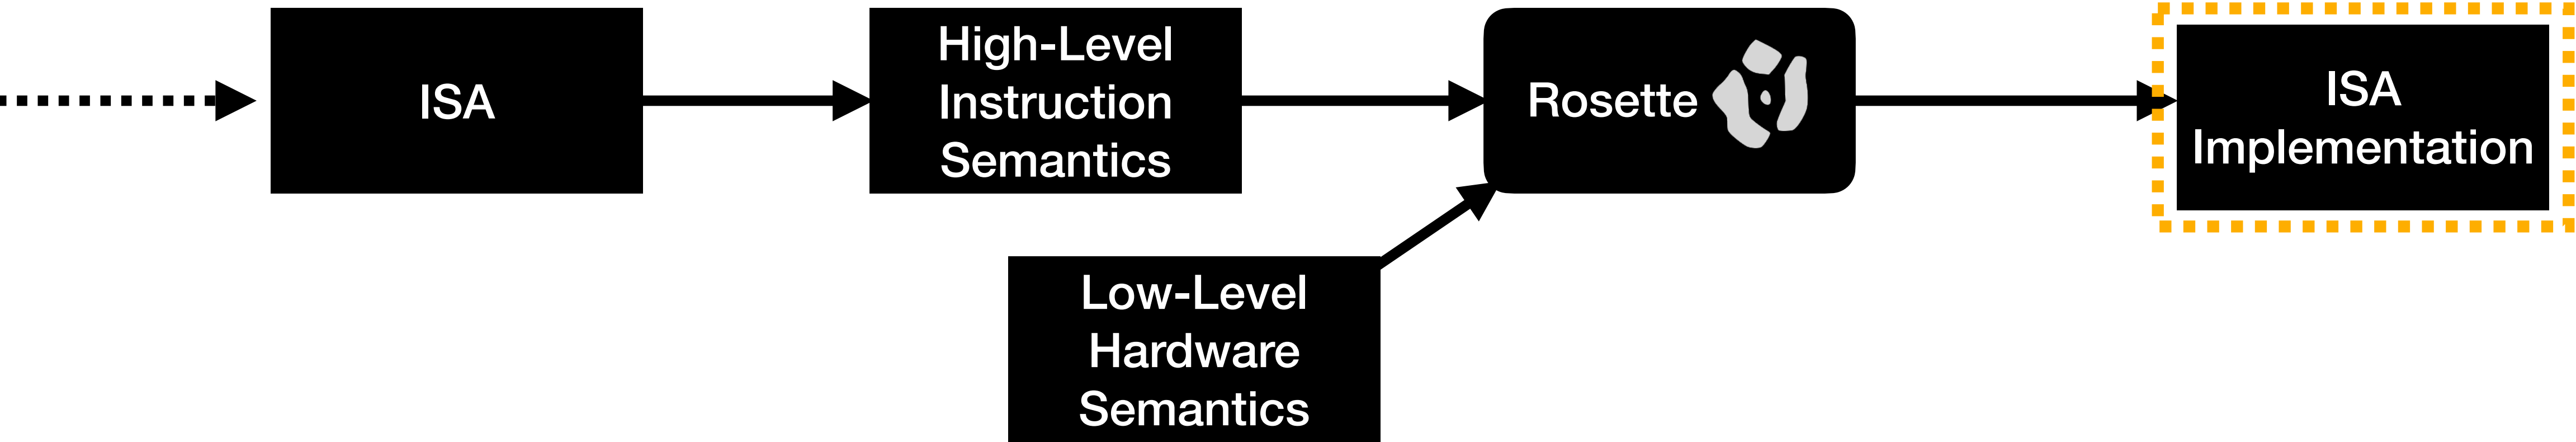 ISA
High-Level
Instruction
Semantics
Rosette
ISA
Implementation
Low-Level
Hardware
Semantics